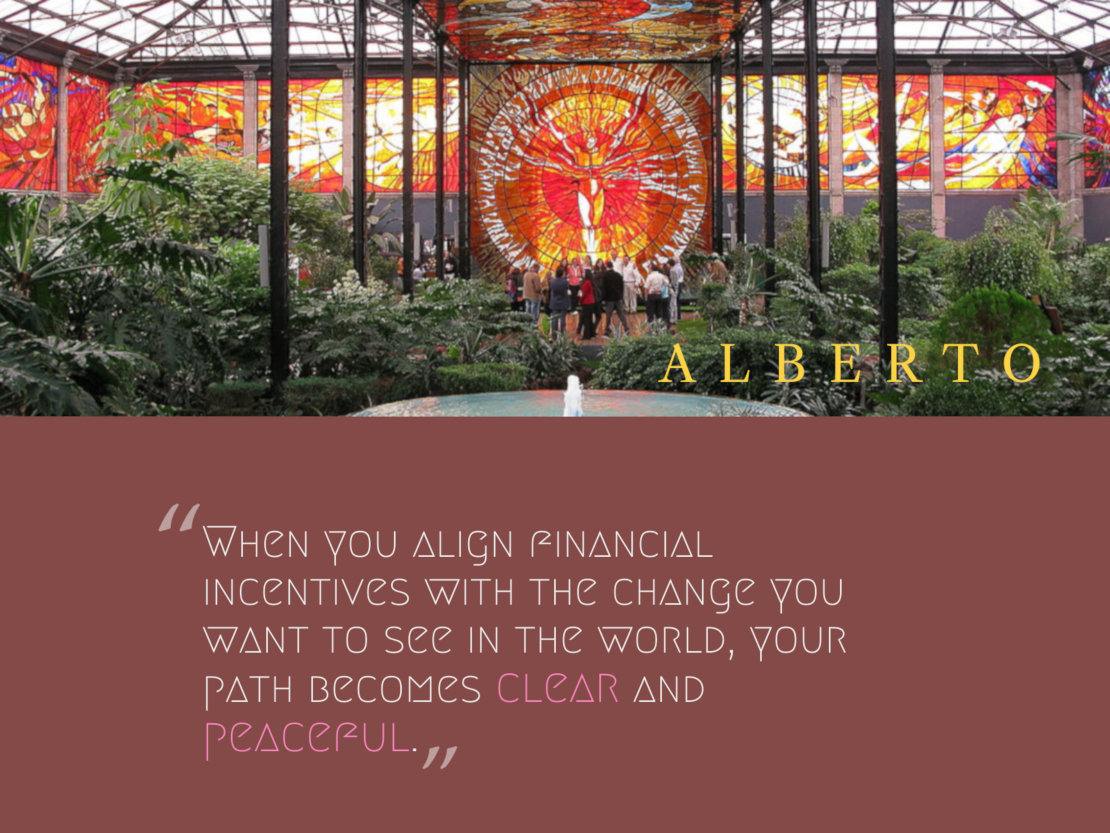 ALBERTO
“When you align financial
incentives with the change you
want to see in the world, your
path becomes clear and
peaceful.”